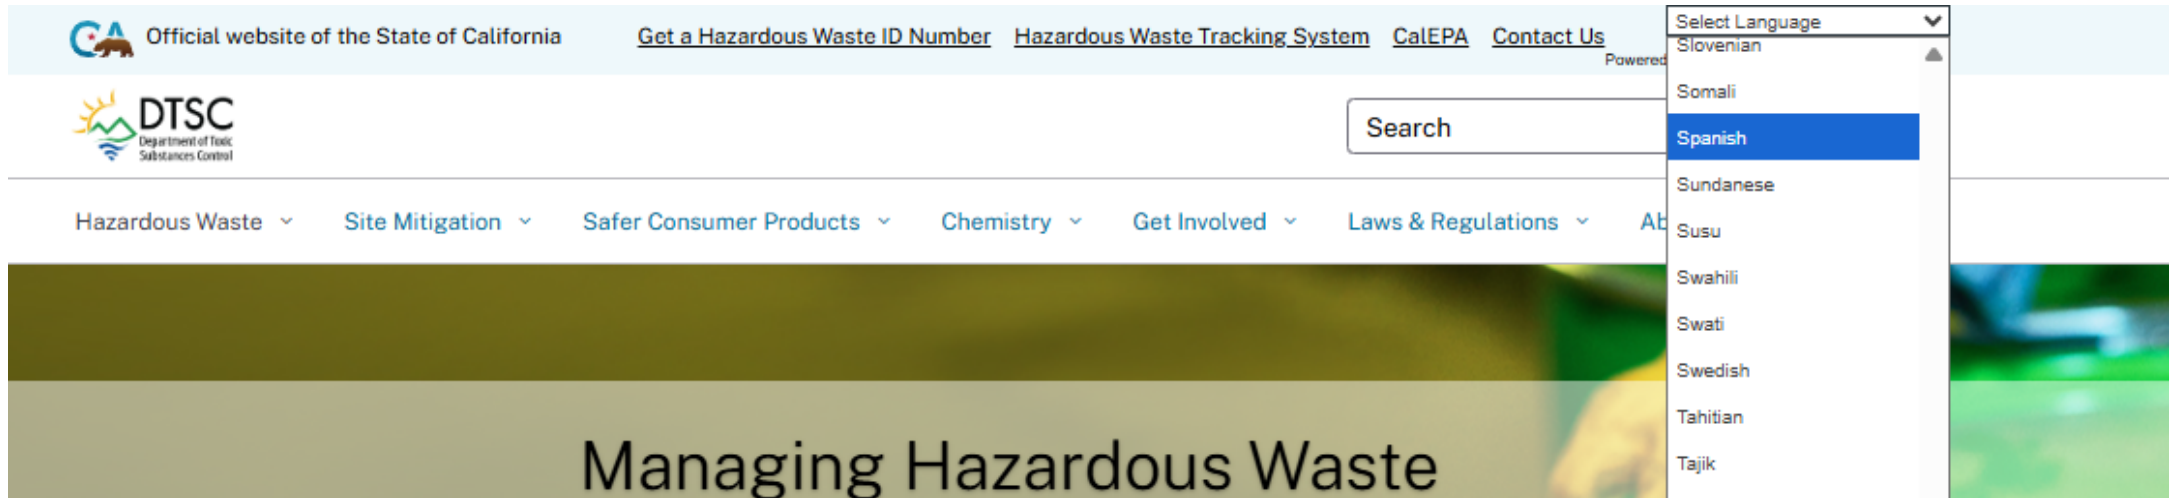 Official website of the State of California
Get a Hazardous Waste ID Number Hazardous Waste Tracking System CalEPA Contact Us
Select Language
Powered
DTSC
Department of Toxic
Substances Control
Search
Hazardous Waste Site Mitigation Safer Consumer Products Chemistry Get Involved Laws & Regulations Ab
Slovenian
Somali
Spanish
Sundanese
Susu
Swahili
Swati
Swedish
Tahitian
Tajik
Managing Hazardous Waste